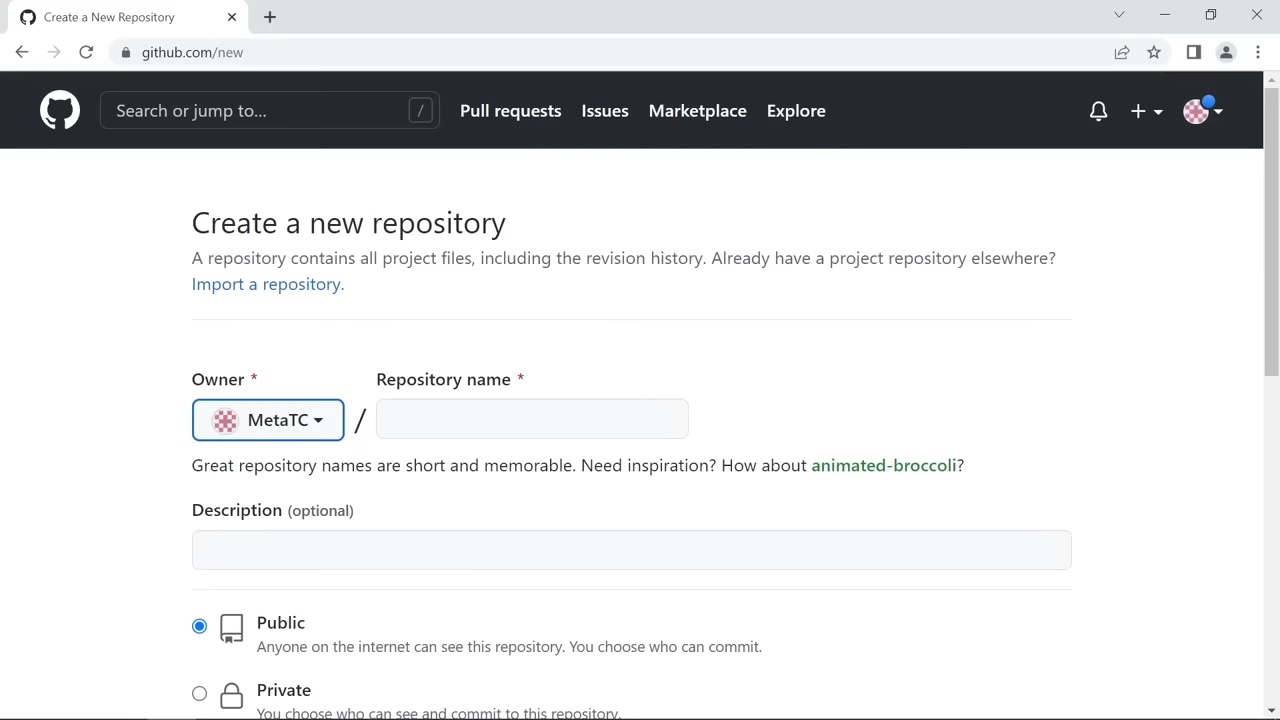 Create a New Repository
github.com/new
Search or jump to...
/
Pull requests
Issues
Marketplace
Explore
Create a new repository
A repository contains all project files, including the revision history. Already have a project repository elsewhere?
Import a repository.
Owner *
Repository name *
MetaTC
/
Great repository names are short and memorable. Need inspiration? How about animated-broccoli?
Description (optional)
Public
Anyone on the internet can see this repository. You choose who can commit.
Private
You choose who can see and commit to this repository.